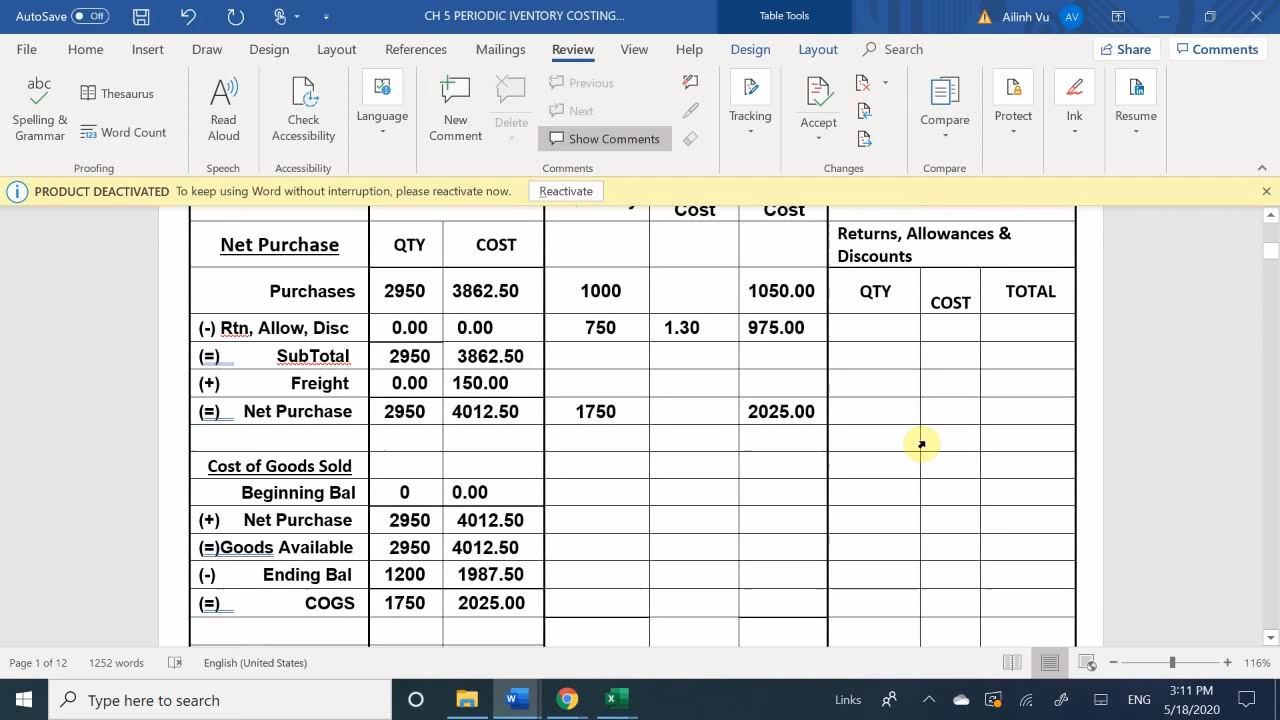 AutoSave Off CH 5 PERIODIC IVENTORY COSTING... Table Tools Ailinh Vu AV
File Home Insert Draw Design Layout References Mailings Review View Help Design Layout Search Share Comments
abc Spelling & Grammar
Thesaurus
123 Word Count
Read Aloud
Check Accessibility
Language
New Comment
Delete
Previous
Next
Show Comments
Tracking
Accept
Compare
Protect
Ink
Resume
Proofing Speech Accessibility Comments Changes Compare
PRODUCT DEACTIVATED To keep using Word without interruption, please reactivate now. Reactivate
Cost Cost
Net Purchase QTY COST Returns, Allowances &
Discounts
Purchases 2950 3862.50 1000 1050.00 QTY COST TOTAL
(-) Rtn, Allow, Disc 0.00 0.00 750 1.30 975.00
(=) SubTotal 2950 3862.50
(+) Freight 0.00 150.00
(=) Net Purchase 2950 4012.50 1750 2025.00
Cost of Goods Sold
Beginning Bal 0 0.00
(+) Net Purchase 2950 4012.50
(=)Goods Available 2950 4012.50
(-) Ending Bal 1200 1987.50
(=) COGS 1750 2025.00
Page 1 of 12 1252 words English (United States) 116%
Type here to search Links ENG 3:11 PM
5/18/2020